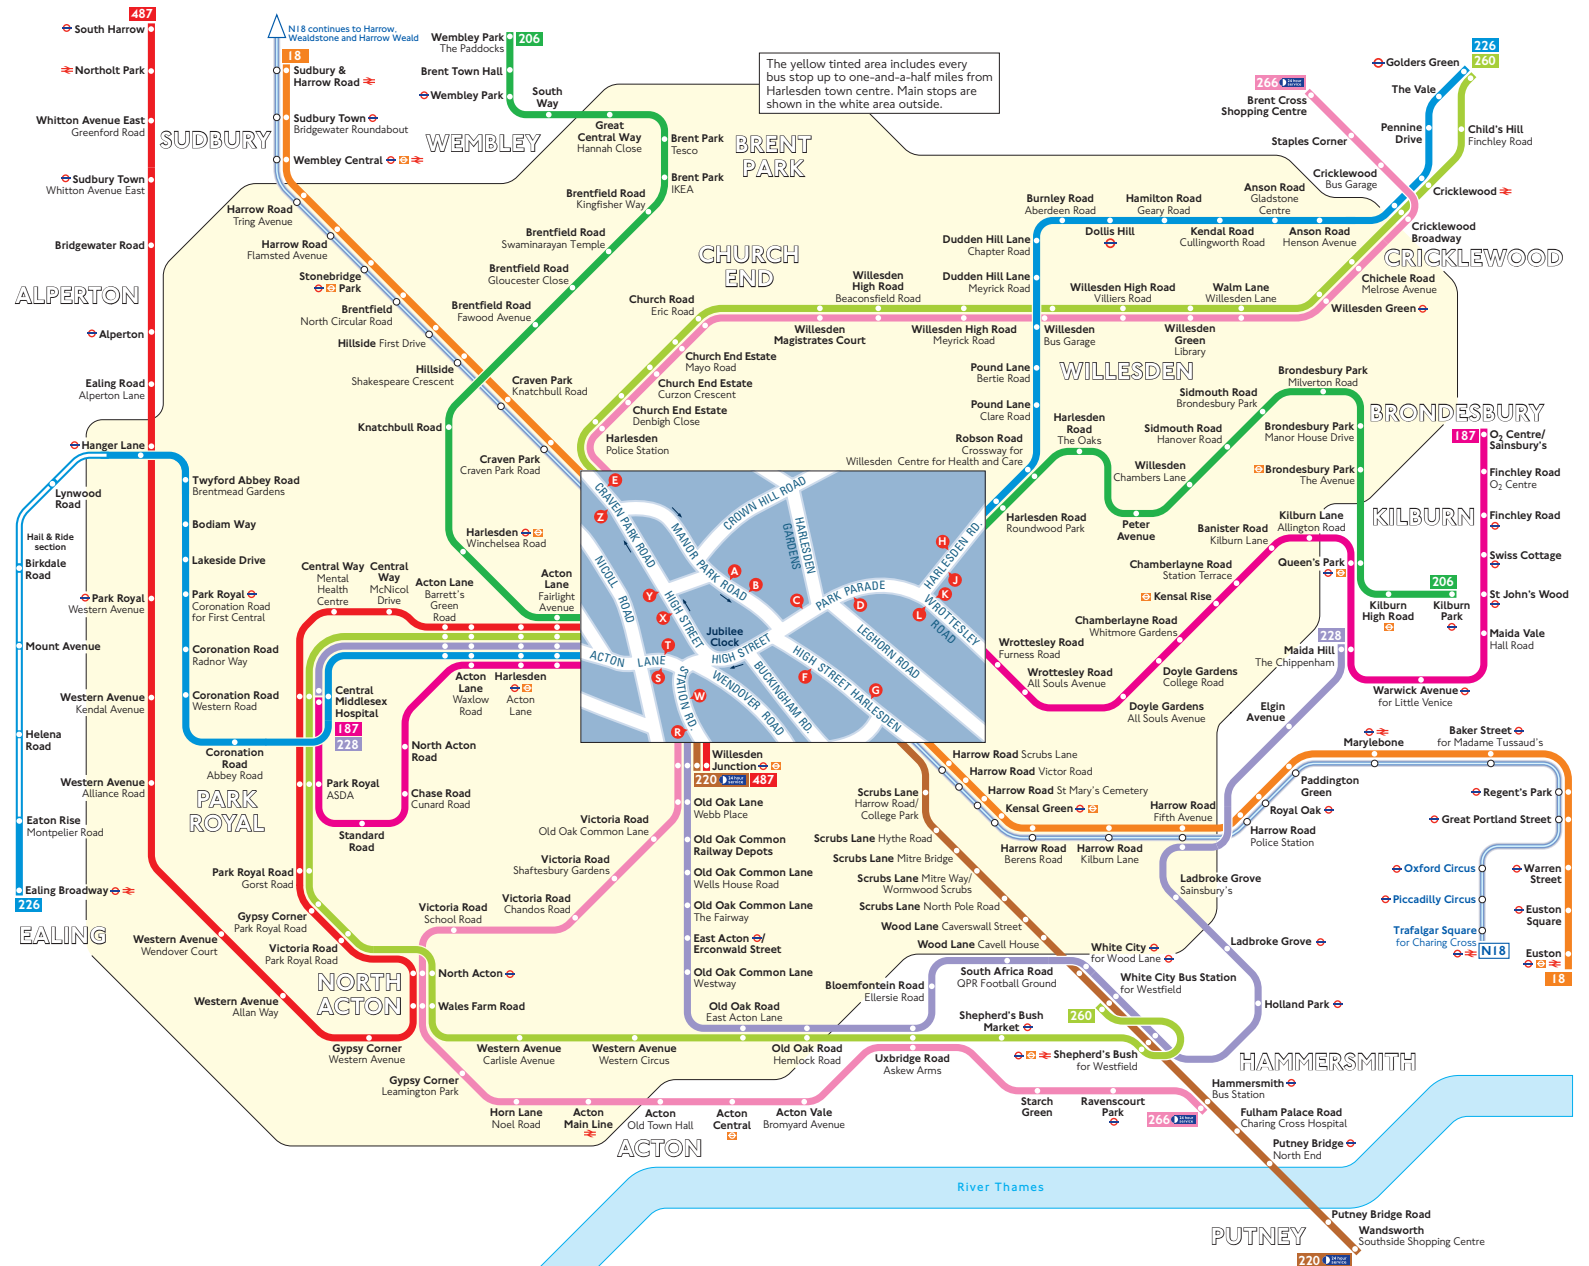 487
South Harrow
Northolt Park
Whitton Avenue East
Greenford Road
Sudbury Town
Whitton Avenue East
Bridgewater Road
ALPERTON
Alperton
Ealing Road
Alperton Lane
Hanger Lane
Lynwood
Road
Hail & Ride
section
Birkdale
Road
Park Royal
Western Avenue
Mount Avenue
Western Avenue
Kendal Avenue
Helena
Road
Western Avenue
Alliance Road
Eaton Rise
Montpelier Road
Ealing Broadway
226
EALING
Western Avenue
Wendover Court
Western Avenue
Allan Way
Gypsy Corner
Western Avenue
N18 continues to Harrow,
Wealdstone and Harrow Weald
18
Sudbury &
Harrow Road
Sudbury Town
Bridgewater Roundabout
Wembley Central
SUDBURY
Harrow Road
Tring Avenue
Harrow Road
Flamsted Avenue
Stonebridge
Park
Brentfield
North Circular Road
Hillside First Drive
Hillside
Shakespeare Crescent
Craven Park
Knatchbull Road
Craven Park
Craven Park Road
Wembley Park
The Paddocks
206
Brent Town Hall
Wembley Park
South
Way
WEMBLEY
Great
Central Way
Hannah Close
Brent Park
Tesco
Brent Park
IKEA
BRENT
PARK
Brentfield Road
Kingfisher Way
Brentfield Road
Swaminarayan Temple
Brentfield Road
Gloucester Close
Brentfield Road
Fawood Avenue
Knatchbull Road
Harlesden
Winchelsea Road
Acton
Lane
Fairlight
Avenue
The yellow tinted area includes every
bus stop up to one-and-a-half miles from
Harlesden town centre. Main stops are
shown in the white area outside.
226
260
Golders Green
The Vale
Pennine
Drive
Child's Hill
Finchley Road
Cricklewood
266 24 hour service
Brent Cross
Shopping Centre
Staples Corner
Cricklewood
Bus Garage
Cricklewood
Broadway
CRICKLEWOOD
Chichele Road
Melrose Avenue
Willesden Green
Burnley Road
Aberdeen Road
Hamilton Road
Geary Road
Anson Road
Gladstone
Centre
Dollis Hill
Kendal Road
Cullingworth Road
Anson Road
Henson Avenue
Dudden Hill Lane
Chapter Road
Dudden Hill Lane
Meyrick Road
CHURCH
END
Church Road
Eric Road
Willesden
High Road
Beaconsfield Road
Willesden
Magistrates Court
Willesden High Road
Meyrick Road
Willesden High Road
Villiers Road
Walm Lane
Willesden Lane
Willesden
Bus Garage
Willesden
Green
Library
Church End Estate
Mayo Road
Church End Estate
Curzon Crescent
Church End Estate
Denbigh Close
Harlesden
Police Station
Pound Lane
Bertie Road
Pound Lane
Clare Road
WILLESDEN
Robson Road
Crossway for
Willesden Centre for Health and Care
Harlesden
Road
The Oaks
Harlesden Road
Roundwood Park
Peter
Avenue
Willesden
Chambers Lane
Sidmouth Road
Hanover Road
Sidmouth Road
Brondesbury Park
Brondesbury Park
Milverton Road
Brondesbury Park
Manor House Drive
Brondesbury Park
The Avenue
BRONDESBURY
187
O2 Centre/
Sainsbury's
Finchley Road
O2 Centre
Finchley Road
Swiss Cottage
St John's Wood
Maida Vale
Hall Road
KILBURN
Kilburn Lane
Allington Road
Banister Road
Kilburn Lane
Queen's Park
206
Kilburn
High Road
Kilburn
Park
Chamberlayne Road
Station Terrace
Kensal Rise
Chamberlayne Road
Whitmore Gardens
Doyle Gardens
College Road
Doyle Gardens
All Souls Avenue
Wrottesley Road
Furness Road
Wrottesley Road
All Souls Avenue
228
Maida Hill
The Chippenham
Warwick Avenue
for Little Venice
Elgin
Avenue
CRAVEN PARK ROAD
MANOR PARK ROAD
CROWN HILL ROAD
HARLESDEN
GARDENS
NICOLL ROAD
HIGH STREET
PARK PARADE
HARLESDEN RD.
WROTTESLEY
ROAD
LEGHORN ROAD
Jubilee
Clock
HIGH STREET
HIGH STREET HARLESDEN
ACTON LANE
STATION RD.
WENDOVER ROAD
BUCKINGHAM RD.
E
Z
A
B
C
D
H
J
K
L
Y
X
T
S
W
R
F
G
Twyford Abbey Road
Brentmead Gardens
Bodiam Way
Lakeside Drive
Park Royal
Coronation Road
for First Central
Coronation Road
Radnor Way
Coronation Road
Western Road
Coronation
Road
Abbey Road
PARK
ROYAL
Central Way
Mental
Health
Centre
Central
Way
McNicol
Drive
Acton Lane
Barrett's
Green
Road
Acton
Lane
Waxlow
Road
Harlesden
Acton
Lane
Central
Middlesex
Hospital
187
228
North Acton
Road
Chase Road
Cunard Road
Park Royal
ASDA
Standard
Road
Park Royal Road
Gorst Road
Gypsy Corner
Park Royal Road
Victoria Road
Park Royal Road
NORTH
ACTON
North Acton
Wales Farm Road
Victoria Road
School Road
Victoria Road
Chandos Road
Victoria Road
Shaftesbury Gardens
Victoria Road
Old Oak Common Lane
Willesden
Junction
220 24 hour service
487
Old Oak Lane
Webb Place
Old Oak Common
Railway Depots
Old Oak Common Lane
Wells House Road
Old Oak Common Lane
The Fairway
East Acton /
Erconwald Street
Old Oak Common Lane
Westway
Old Oak Road
East Acton Lane
Western Avenue
Carlisle Avenue
Western Avenue
Western Circus
Old Oak Road
Hemlock Road
Uxbridge Road
Askew Arms
Gypsy Corner
Leamington Park
Horn Lane
Noel Road
Acton
Main Line
Acton
Old Town Hall
Acton
Central
Acton Vale
Bromyard Avenue
ACTON
Starch
Green
Ravenscourt
Park
266 24 hour service
Harrow Road Scrubs Lane
Harrow Road Victor Road
Harrow Road St Mary's Cemetery
Kensal Green
Harrow Road
Berens Road
Harrow Road
Kilburn Lane
Harrow Road
Fifth Avenue
Scrubs Lane
Harrow Road/
College Park
Scrubs Lane Hythe Road
Scrubs Lane Mitre Bridge
Scrubs Lane Mitre Way/
Wormwood Scrubs
Scrubs Lane North Pole Road
Wood Lane Caverswall Street
Wood Lane Cavell House
White City
for Wood Lane
White City Bus Station
for Westfield
South Africa Road
QPR Football Ground
Bloemfontein Road
Ellersie Road
Shepherd's Bush
Market
260
Shepherd's Bush
for Westfield
Ladbroke Grove
Sainsbury's
Ladbroke Grove
Holland Park
Harrow Road
Police Station
Royal Oak
Paddington
Green
Marylebone
Baker Street
for Madame Tussaud's
Regent's Park
Great Portland Street
Oxford Circus
Piccadilly Circus
Trafalgar Square
for Charing Cross
N18
Warren
Street
Euston
Square
Euston
18
HAMMERSMITH
Hammersmith
Bus Station
Fulham Palace Road
Charing Cross Hospital
Putney Bridge
North End
River Thames
PUTNEY
Putney Bridge Road
Wandsworth
Southside Shopping Centre
220 24 hour service